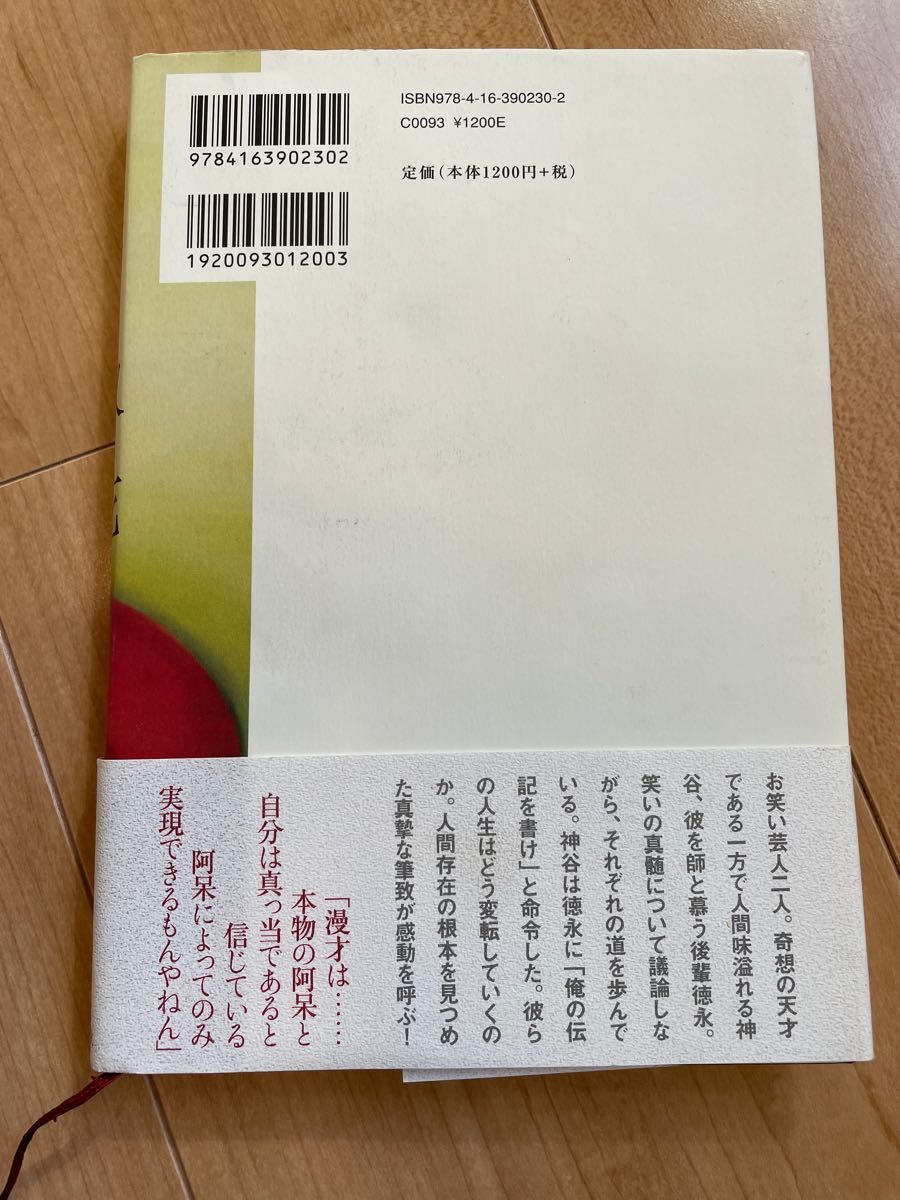 9784163902302
1920093012003
ISBN978-4-16-390230-2
C0093 ¥1200E
定価(本体1200円+税)
お笑い芸人二人。奇想の天才
である一方で人間味溢れる神
谷、彼を師と慕う後輩徳永。
笑いの真髄について議論しな
がら、それぞれの道を歩んで
いる。神谷は徳永に「俺の伝
記を書け」と命令した。彼ら
の人生はどう変転していくの
か。人間存在の根本を見つめ
た真摯な筆致が感動を呼ぶ！
「漫才は……
本物の阿呆と
自分は真っ当であると
信じている
阿呆によってのみ
実現できるもんやねん」